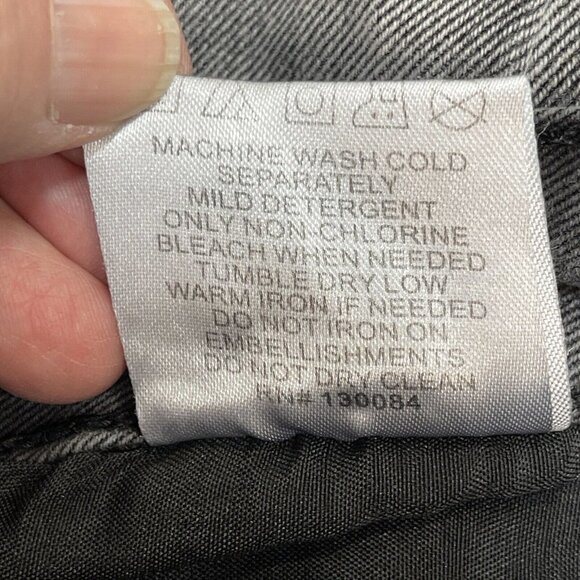 MACHINE WASH COLD
SEPARATELY
MILD DETERGENT
ONLY NON-CHLORINE
BLEACH WHEN NEEDED
TUMBLE DRY LOW
WARM IRON IF NEEDED
DO NOT IRON ON
EMBELLISHMENTS
DO NOT DRY CLEAN
RN# 130084